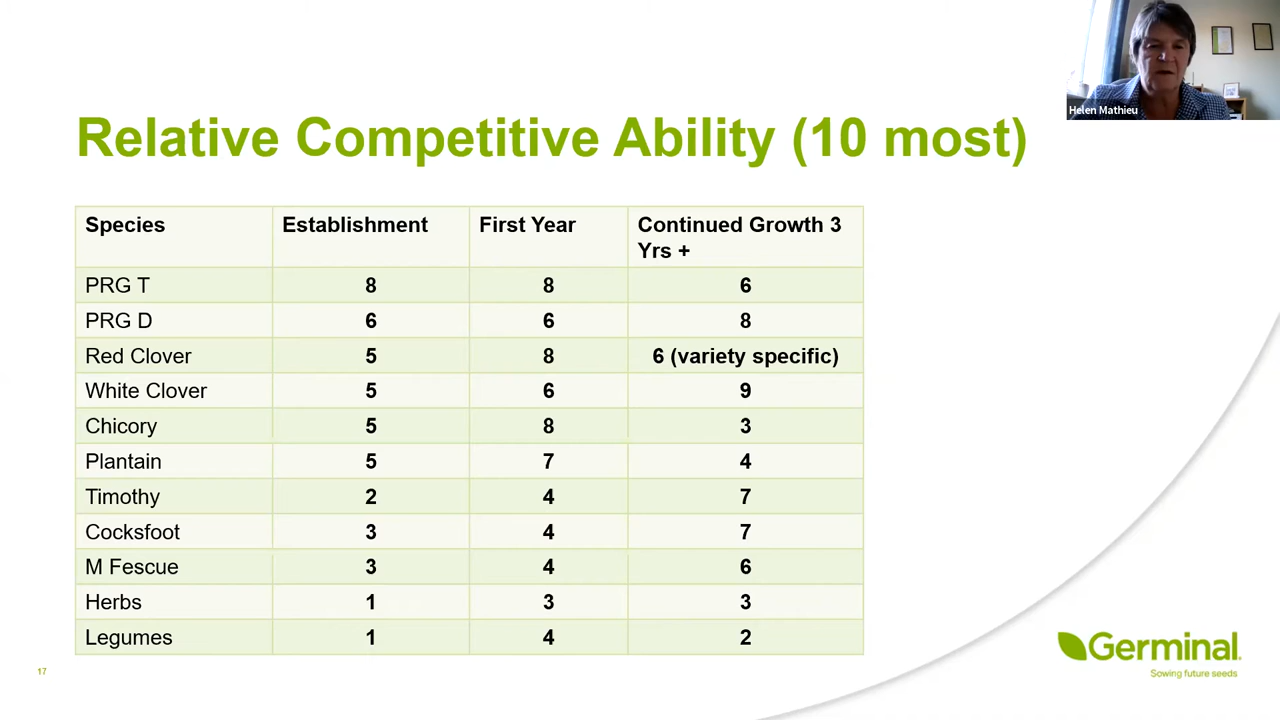 Helen Mathieu
Relative Competitive Ability (10 most)
Species Establishment First Year Continued Growth 3
Yrs +
PRG T 8 8 6
PRG D 6 6 8
Red Clover 5 8 6 (variety specific)
White Clover 5 6 9
Chicory 5 8 3
Plantain 5 7 4
Timothy 2 4 7
Cocksfoot 3 4 7
M Fescue 3 4 6
Herbs 1 3 3
Legumes 1 4 2
Germinal.
Sowing future seeds
17